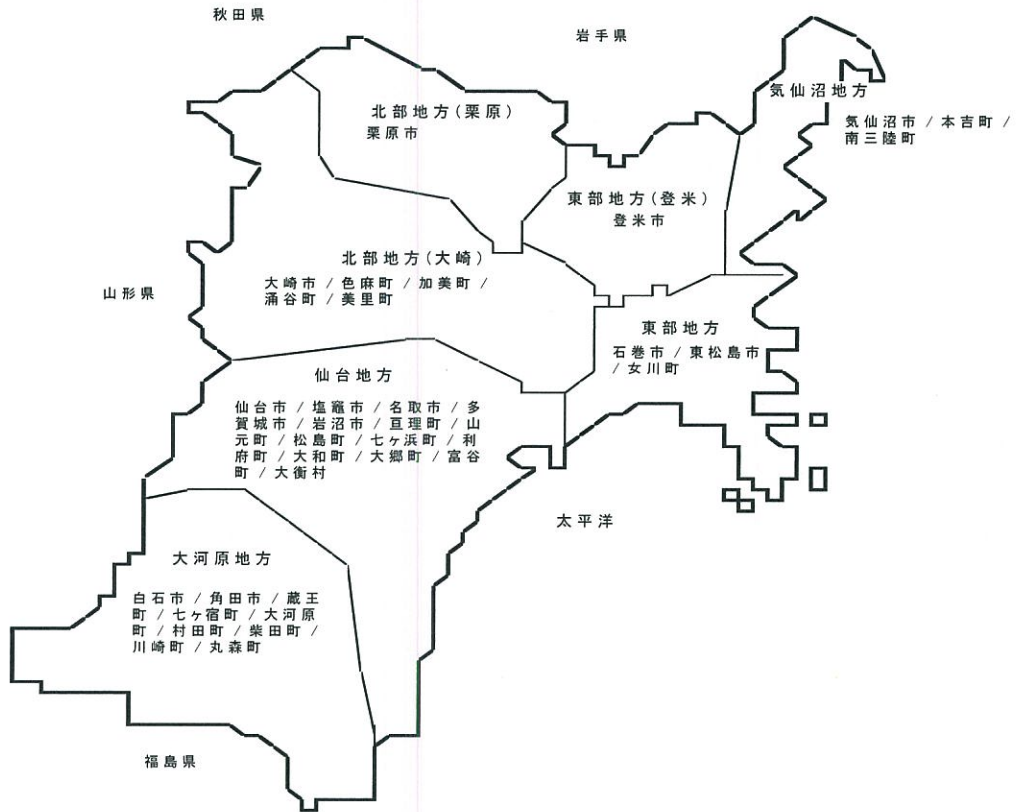 秋田県
岩手県
気仙沼地方
気仙沼市 / 本吉町 /
南三陸町
北部地方(栗原)
栗原市
東部地方(登米)
登米市
北部地方(大崎)
大崎市 / 色麻町 / 加美町 /
涌谷町 / 美里町
山形県
東部地方
石巻市 / 東松島市
/ 女川町
仙台地方
仙台市 / 塩竈市 / 名取市 / 多
賀城市 / 岩沼市 / 亘理町 / 山
元町 / 松島町 / 七ヶ浜町 / 利
府町 / 大和町 / 大郷町 / 富谷
町 / 大衡村
太平洋
大河原地方
白石市 / 角田市 / 蔵王
町 / 七ヶ宿町 / 大河原
町 / 村田町 / 柴田町 /
川崎町 / 丸森町
福島県